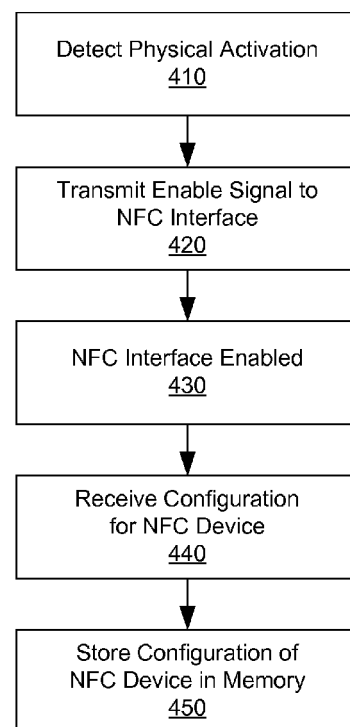 Detect Physical Activation
410
Transmit Enable Signal to
NFC Interface
420
NFC Interface Enabled
430
Receive Configuration
for NFC Device
440
Store Configuration of
NFC Device in Memory
450